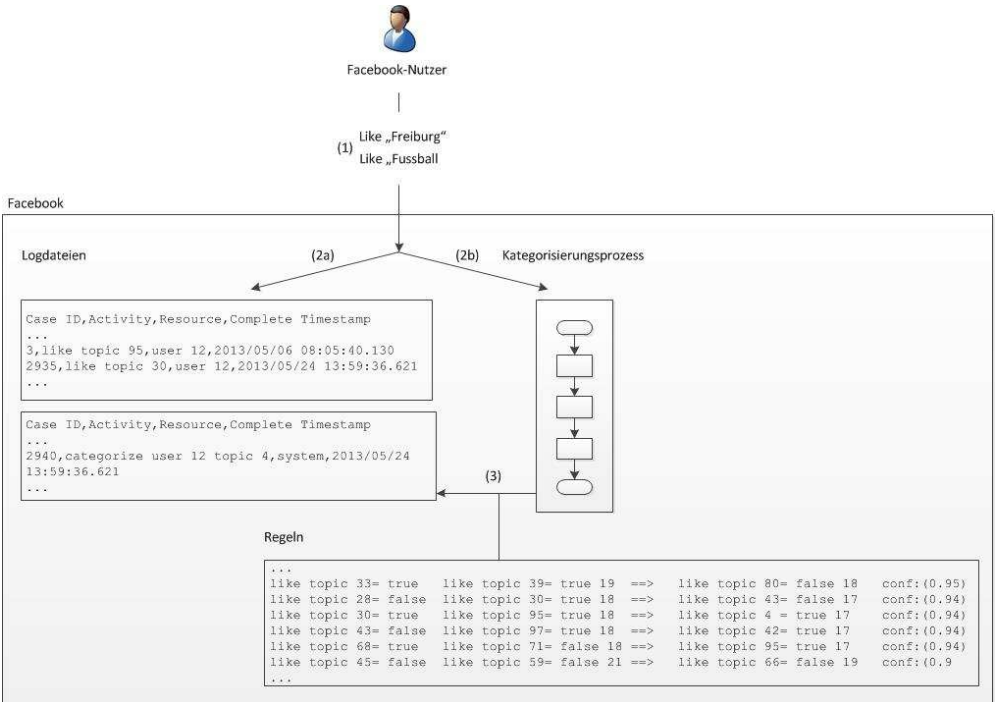 Facebook-Nutzer
(1)
Like „Freiburg“
Like „Fussball
Facebook
Logdateien
(2a)
(2b)
Kategorisierungsprozess
Case ID,Activity,Resource,Complete Timestamp
...
3,like topic 95,user 12,2013/05/06 08:05:40.130
2935,like topic 30,user 12,2013/05/24 13:59:36.621
...
Case ID,Activity,Resource,Complete Timestamp
...
2940,categorize user 12 topic 4,system,2013/05/24
13:59:36.621
...
(3)
Regeln
...
like topic 33= true like topic 39= true 19 ==> like topic 80= false 18 conf:(0.95)
like topic 28= false like topic 30= true 18 ==> like topic 43= false 17 conf:(0.94)
like topic 30= true like topic 95= true 18 ==> like topic 4 = true 17 conf:(0.94)
like topic 43= false like topic 97= true 18 ==> like topic 42= true 17 conf:(0.94)
like topic 68= true like topic 71= false 18 ==> like topic 95= true 17 conf:(0.94)
like topic 45= false like topic 59= false 21 ==> like topic 66= false 19 conf:(0.9
...